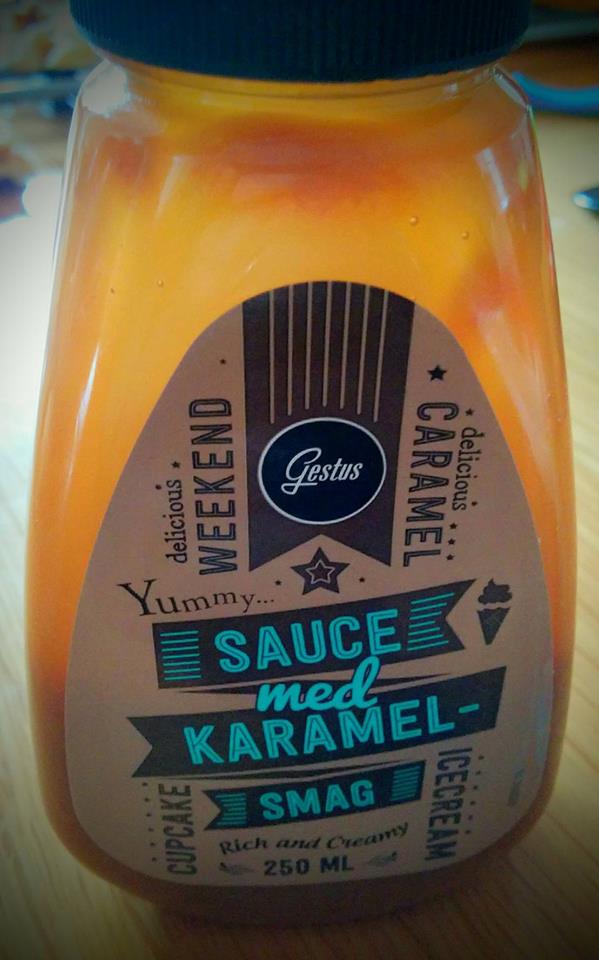 delicious
WEEKEND
Gestus
delicious
CARAMEL
Yummy...
SAUCE
med
KARAMEL-
SMAG
CUPCAKE
ICECREAM
Rich and Creamy
250 ML